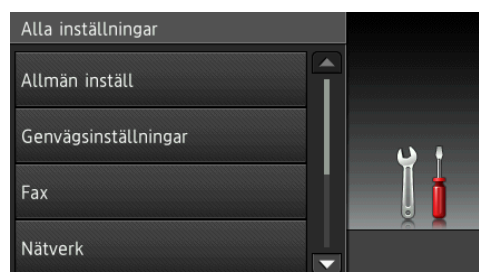 Alla inställningar
Allmän inställ
Genvägsinställningar
Fax
Nätverk